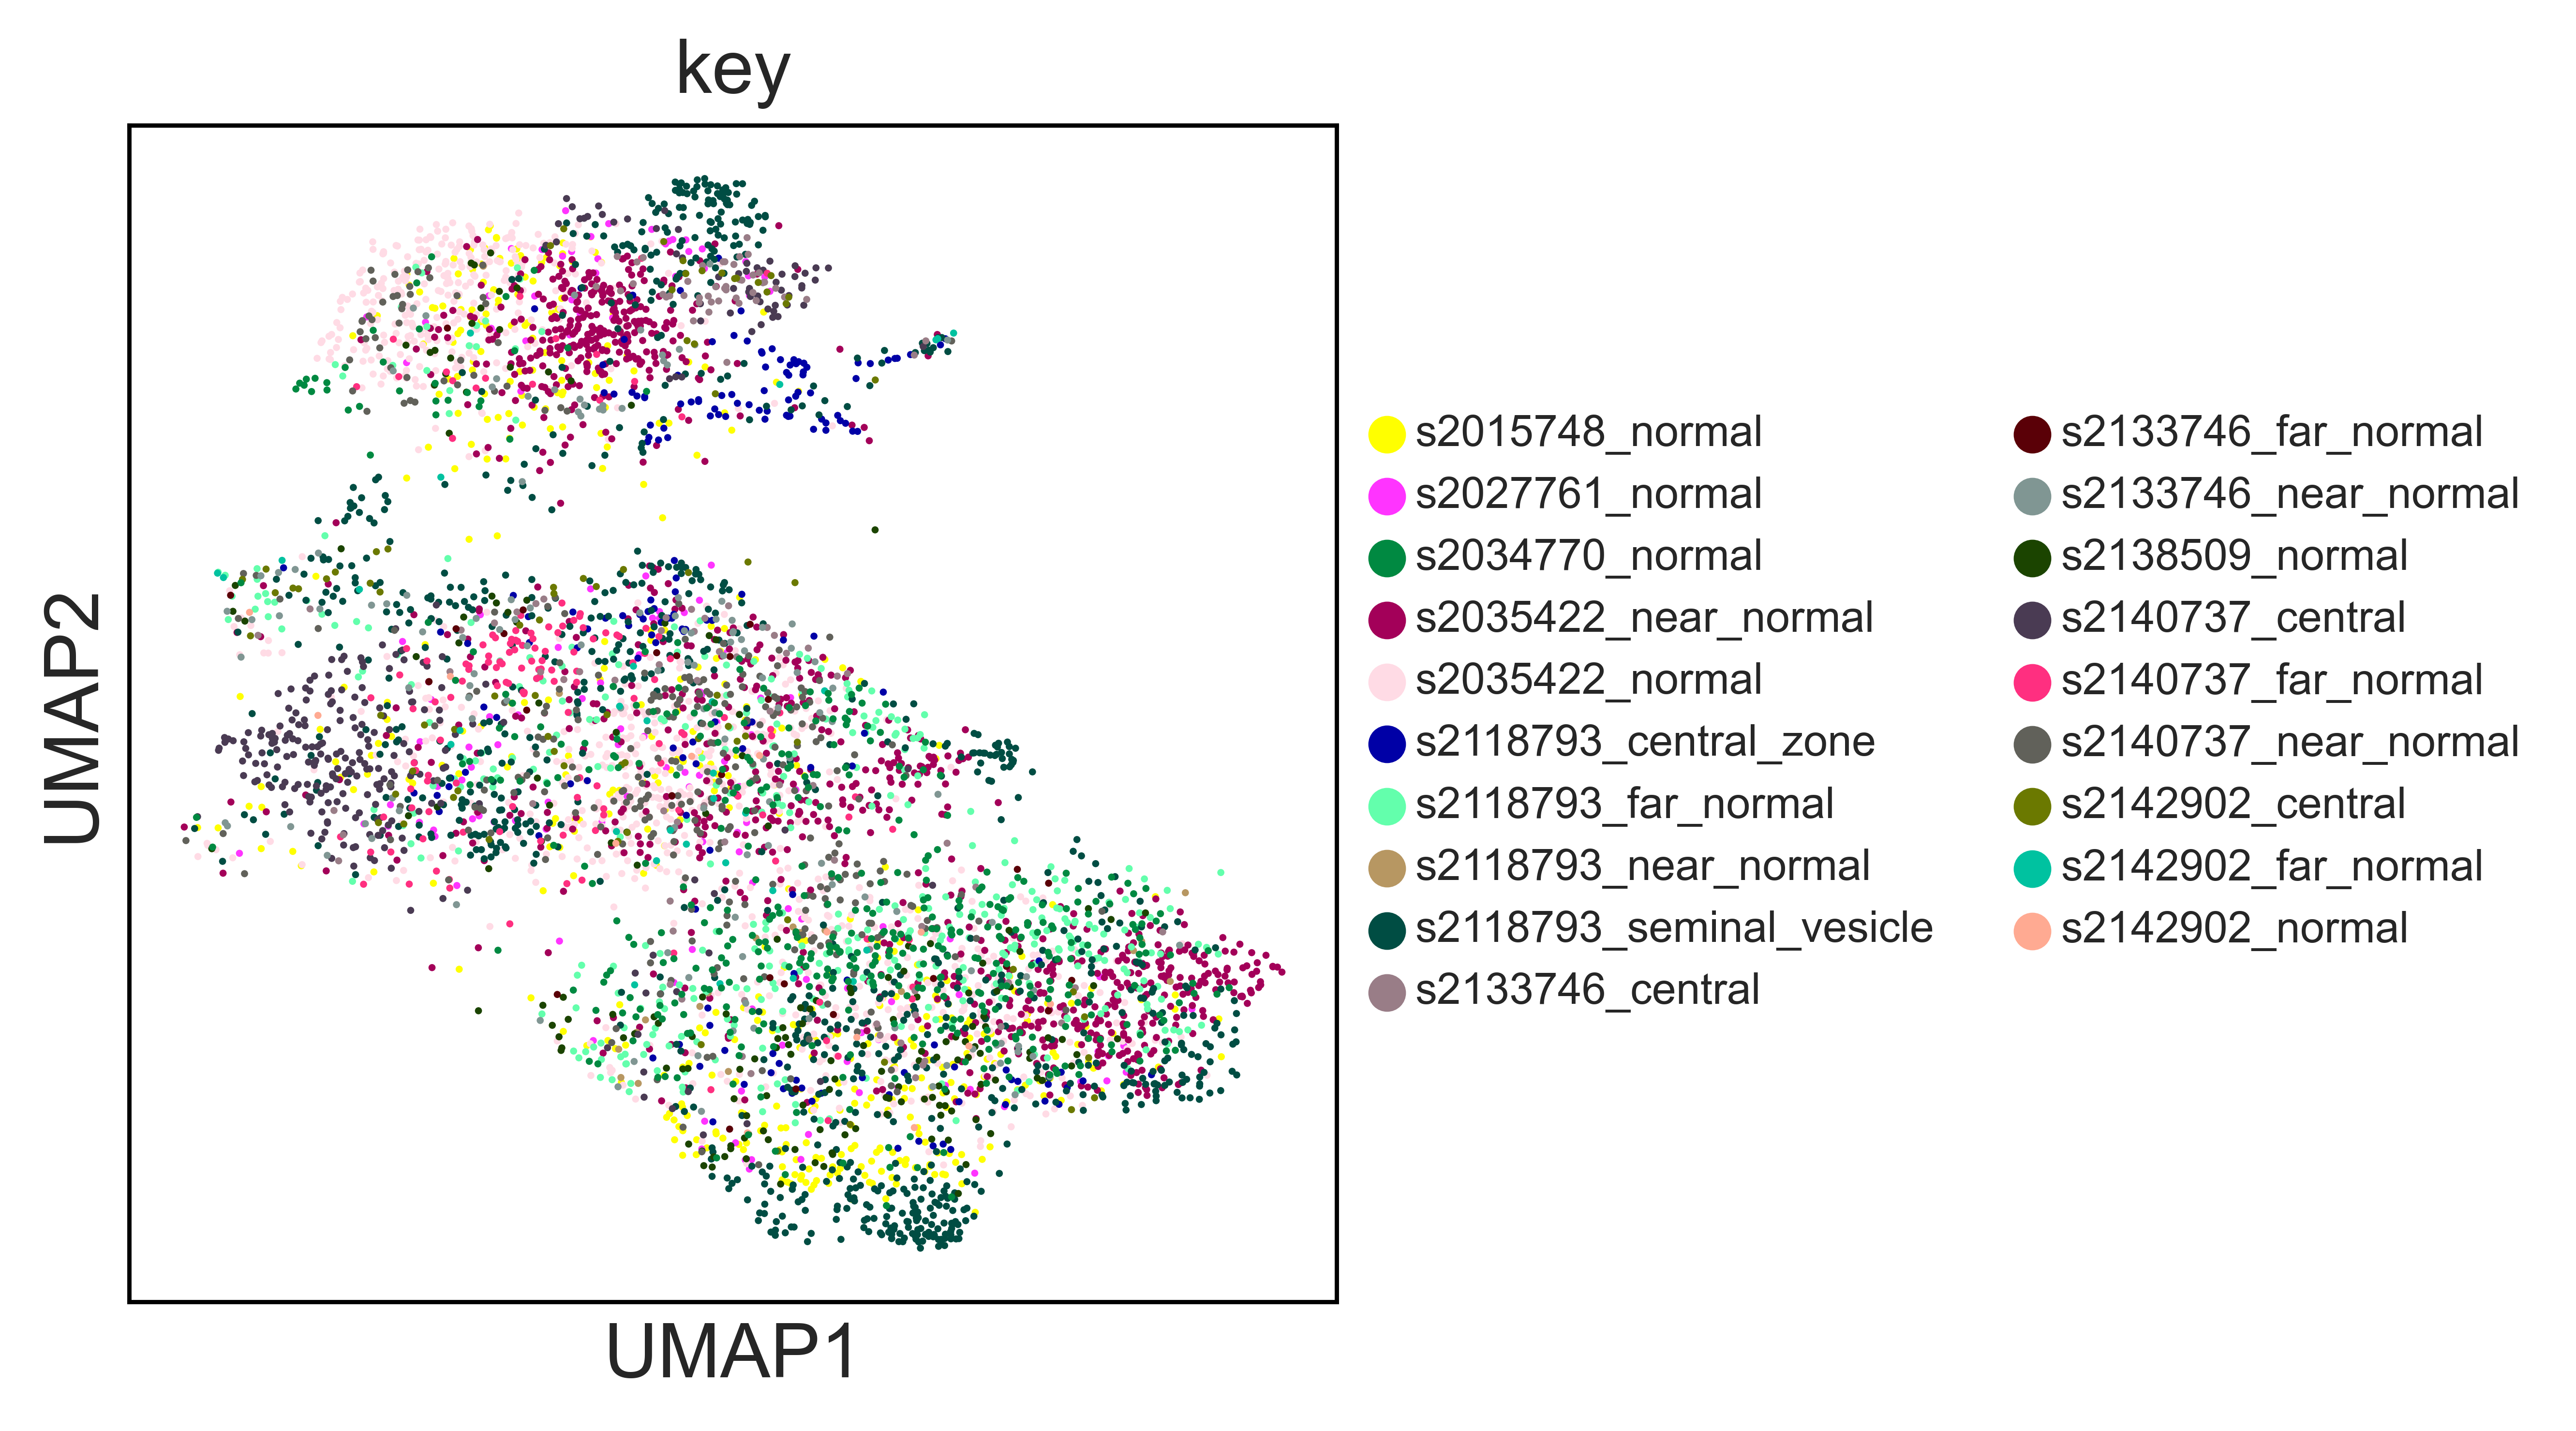 key
UMAP2
UMAP1
s2015748_normal
s2027761_normal
s2034770_normal
s2035422_near_normal
s2035422_normal
s2118793_central_zone
s2118793_far_normal
s2118793_near_normal
s2118793_seminal_vesicle
s2133746_central
s2133746_far_normal
s2133746_near_normal
s2138509_normal
s2140737_central
s2140737_far_normal
s2140737_near_normal
s2142902_central
s2142902_far_normal
s2142902_normal